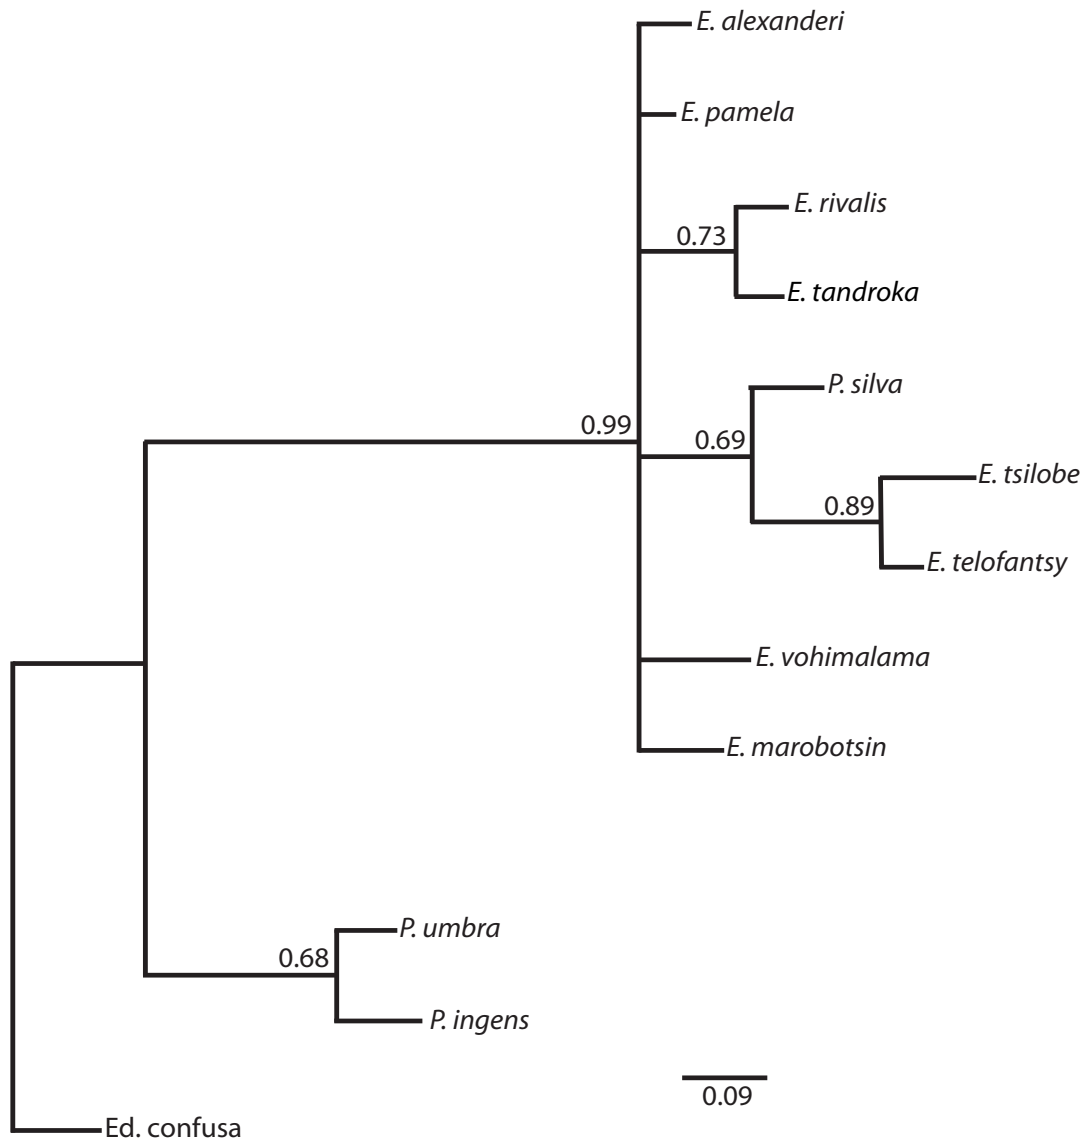 E. alexanderi
E. pamela
E. rivalis
0.73
E. tandroka
P. silva
0.99
0.69
E. tsilobe
0.89
E. telofantsy
E. vohimalama
E. marobotsin
P. umbra
0.68
P. ingens
0.09
Ed. confusa